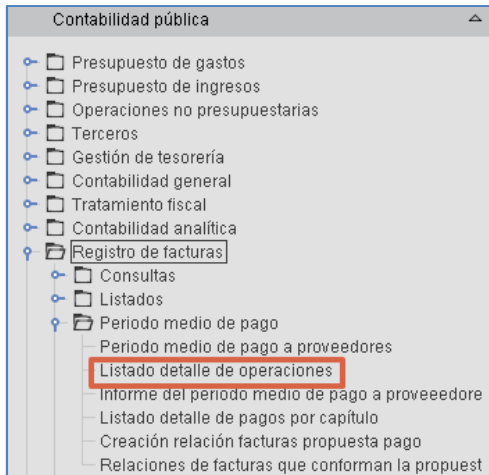 Contabilidad pública
Presupuesto de gastos
Presupuesto de ingresos
Operaciones no presupuestarias
Terceros
Gestión de tesorería
Contabilidad general
Tratamiento fiscal
Contabilidad analítica
Registro de facturas
Consultas
Listados
Periodo medio de pago
Periodo medio de pago a proveedores
Listado detalle de operaciones
Informe del periodo medio de pago a proveeedore
Listado detalle de pagos por capítulo
Creación relación facturas propuesta pago
Relaciones de facturas que conforman la propuest